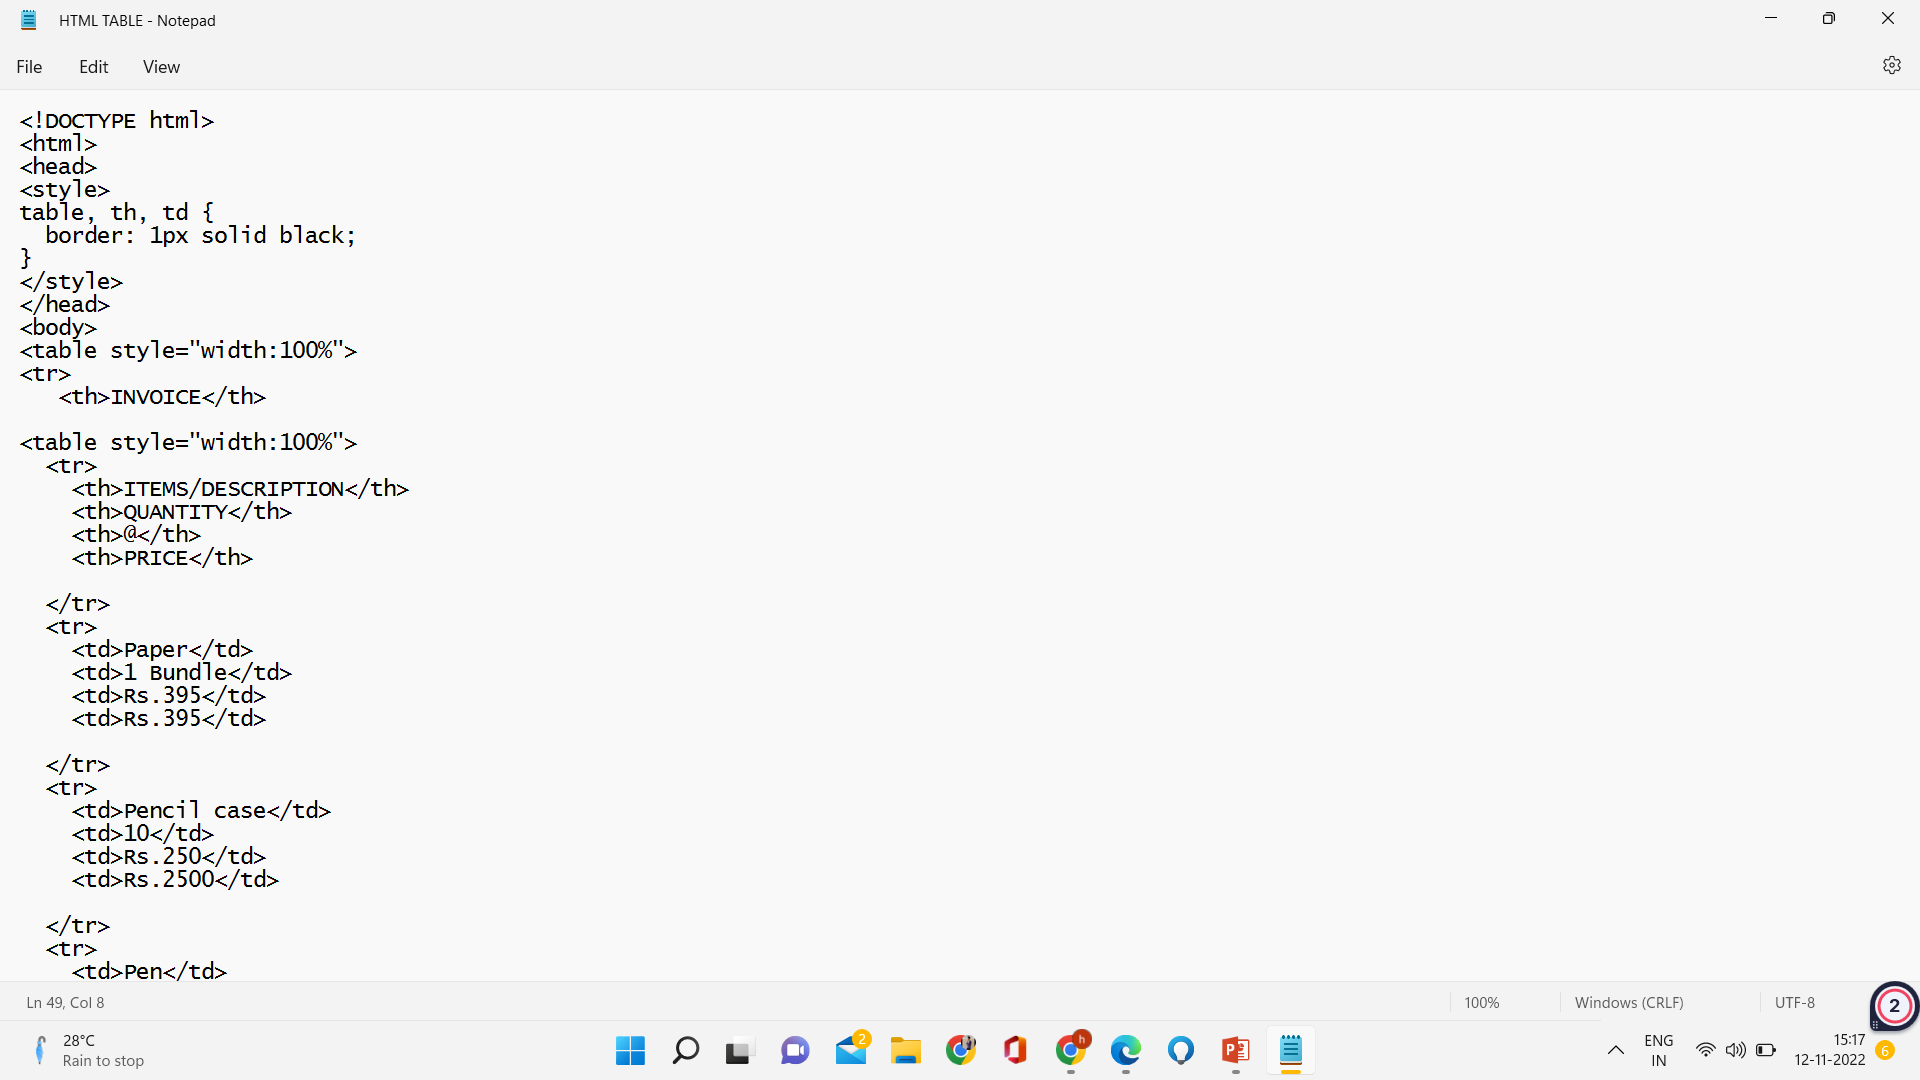 HTML TABLE - Notepad
File Edit View
<!DOCTYPE html>
<html>
<head>
<style>
table, th, td {
  border: 1px solid black;
}
</style>
</head>
<body>
<table style="width:100%">
<tr>
   <th>INVOICE</th>
<table style="width:100%">
  <tr>
    <th>ITEMS/DESCRIPTION</th>
    <th>QUANTITY</th>
    <th>@</th>
    <th>PRICE</th>
  </tr>
  <tr>
    <td>Paper</td>
    <td>1 Bundle</td>
    <td>Rs.395</td>
    <td>Rs.395</td>
  </tr>
  <tr>
    <td>Pencil case</td>
    <td>10</td>
    <td>Rs.250</td>
    <td>Rs.2500</td>
  </tr>
  <tr>
    <td>Pen</td>
Ln 49, Col 8 100% Windows (CRLF) UTF-8
2
28°C
Rain to stop
2
h
ENG
IN
15:17
12-11-2022
6